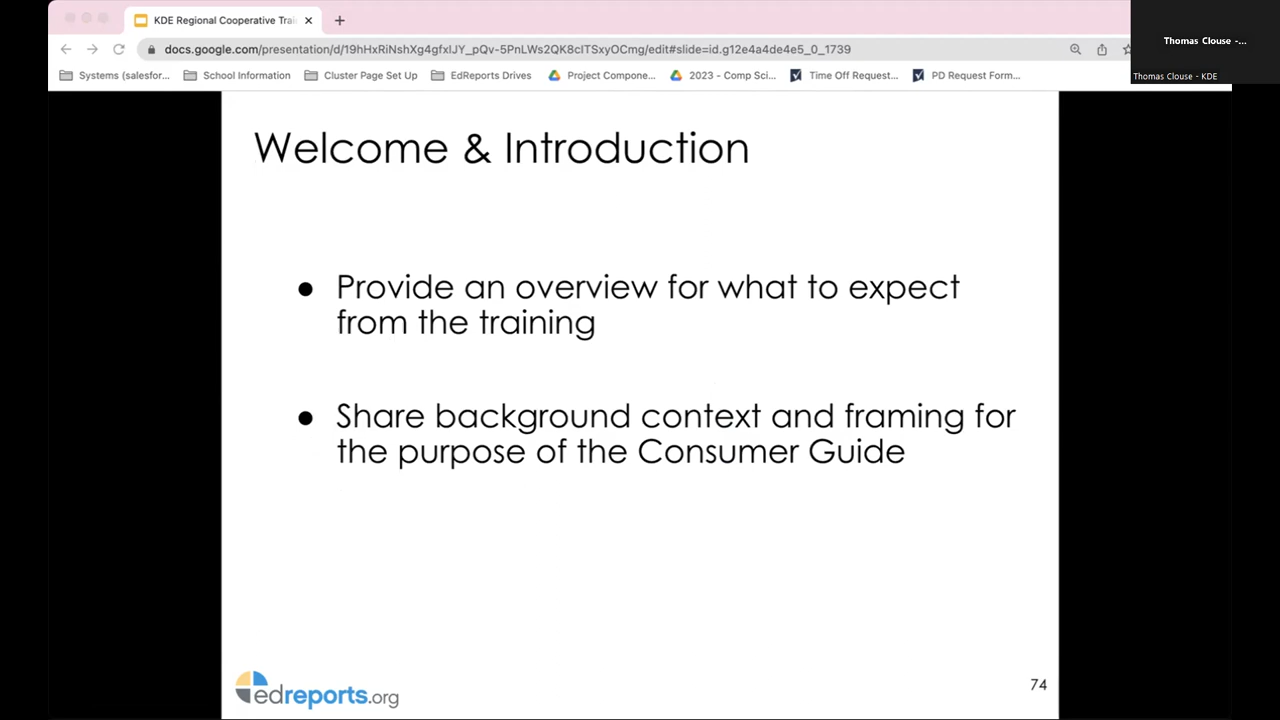 KDE Regional Cooperative Trai
Thomas Clouse -...
docs.google.com/presentation/d/19hHxRiNshXg4gfxIJY_pQv-5PnLWs2QK8cITSxyOCmg/edit#slide=id.g12e4a4de4e5_0_1739
Systems (salesfor... School Information Cluster Page Set Up EdReports Drives Project Compone... 2023 - Comp Sci... Time Off Request... PD Request Form...
Thomas Clouse - KDE
Welcome & Introduction
● Provide an overview for what to expect
from the training
● Share background context and framing for
the purpose of the Consumer Guide
edreports.org
74